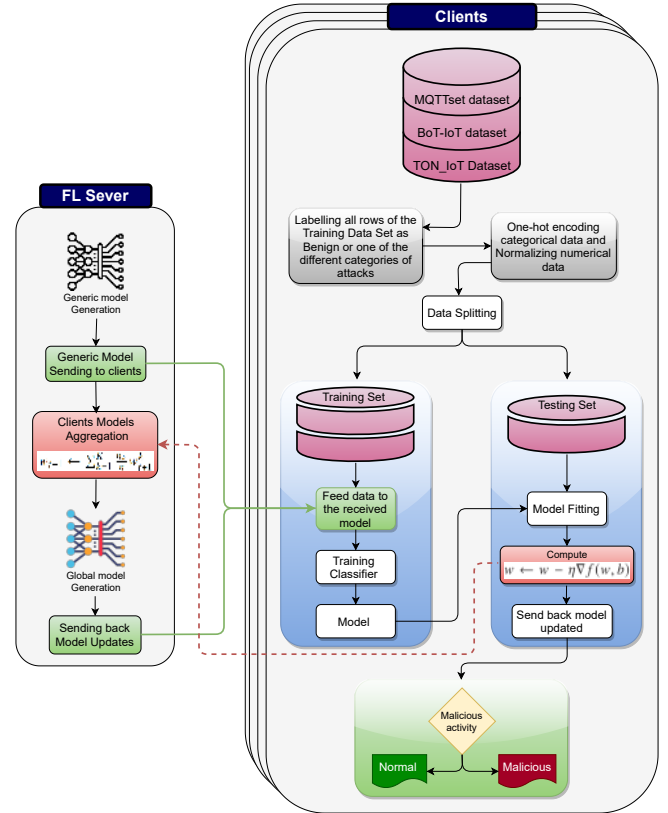 Clients
MQTTset dataset
BoT-IoT dataset
TON_IoT Dataset
Labelling all rows of the
Training Data Set as
Benign or one of the
different categories of
attacks
One-hot encoding
categorical data and
Normalizing numerical
data
Data Splitting
Training Set
Feed data to
the received
model
Training
Classifier
Model
Testing Set
Model Fitting
Compute
w ← w − η∇f(w, b)
Send back model
updated
Malicious
activity
Normal
Malicious
FL Sever
Generic model
Generation
Generic Model
Sending to clients
Clients Models
Aggregation
Global model
Generation
Sending back
Model Updates